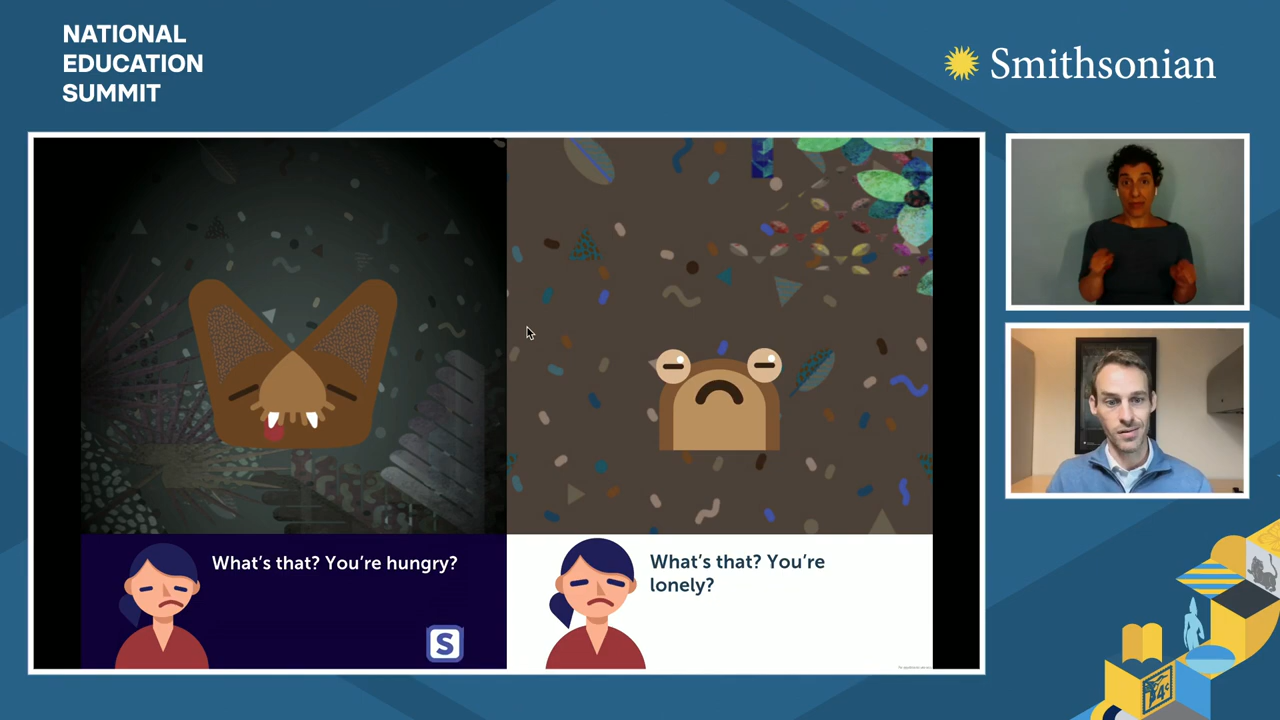 NATIONAL
EDUCATION
SUMMIT
Smithsonian
What's that? You're hungry?
S
What's that? You're
lonely?